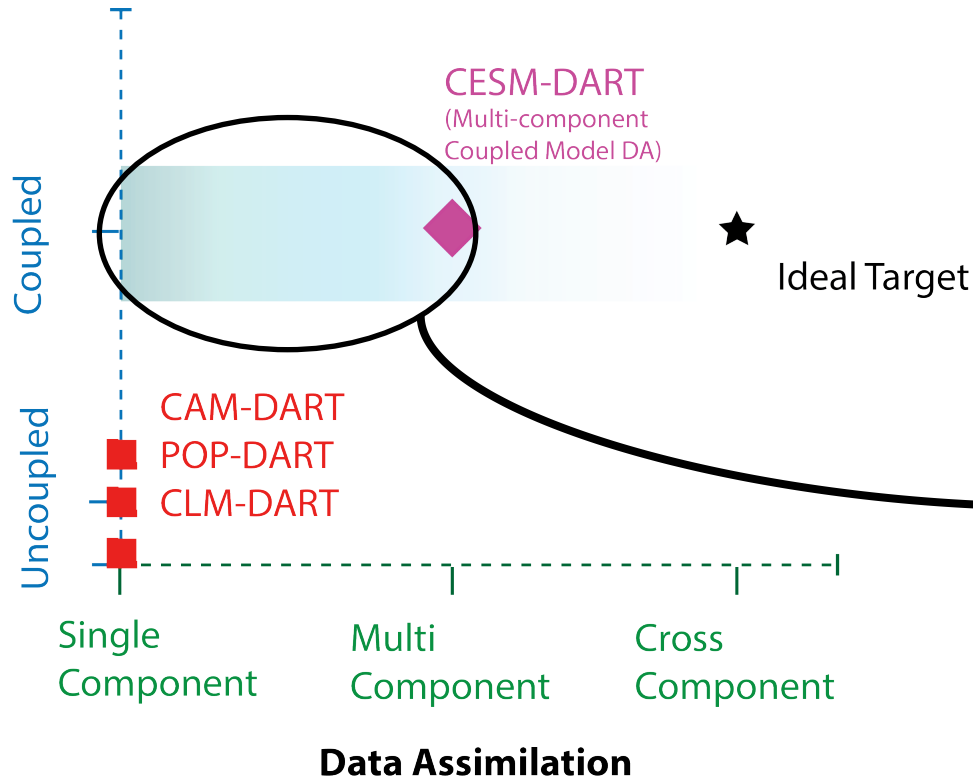 CESM-DART
(Multi-component
Coupled Model DA)
Coupled
Ideal Target
Uncoupled
CAM-DART
POP-DART
CLM-DART
Single
Component
Multi
Component
Cross
Component
Data Assimilation